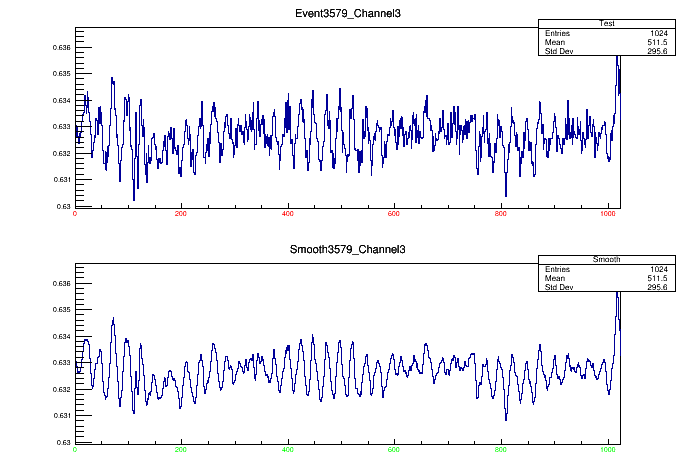 Event3579_Channel3
Test
Entries 1024
Mean 511.5
Std Dev 295.6
0.636
0.635
0.634
0.633
0.632
0.631
0.63
0 200 400 600 800 1000
Smooth3579_Channel3
Smooth
Entries 1024
Mean 511.5
Std Dev 295.6
0.636
0.635
0.634
0.633
0.632
0.631
0.63
0 200 400 600 800 1000